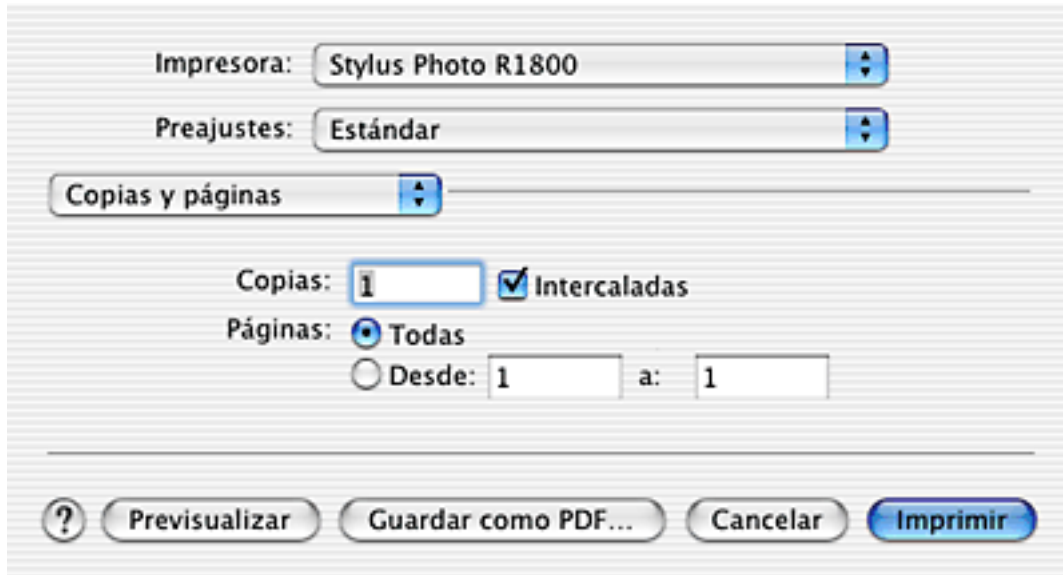 Impresora: Stylus Photo R1800
Preajustes: Estándar
Copias y páginas
Copias: 1 Intercaladas
Páginas: Todas
Desde: 1 a: 1
? Previsualizar Guardar como PDF... Cancelar Imprimir